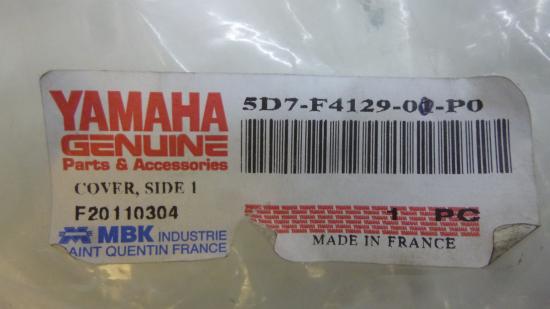 YAMAHA
GENUINE
Parts & Accessories
COVER, SIDE 1
F20110304
MBK INDUSTRIE
AINT QUENTIN FRANCE
5D7-F4129-00-P0
1 PC
MADE IN FRANCE